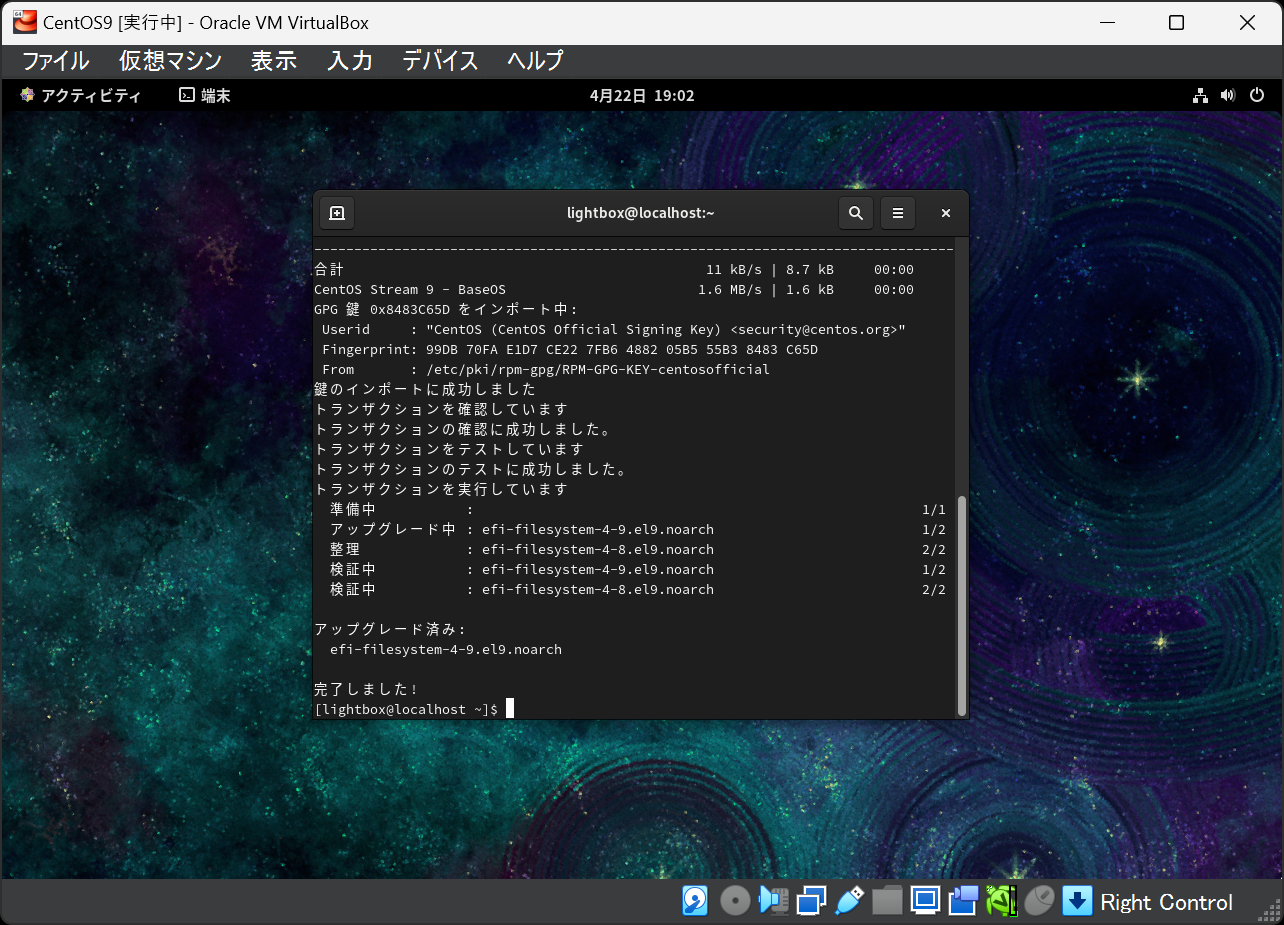 CentOS9 [実行中] - Oracle VM VirtualBox
ファイル 仮想マシン 表示 入力 デバイス ヘルプ
アクティビティ 端末 4月22日 19:02
lightbox@localhost:~
--------------------------------------------------------------------------------
合計 11 kB/s | 8.7 kB 00:00
CentOS Stream 9 - BaseOS 1.6 MB/s | 1.6 kB 00:00
GPG 鍵 0x8483C65D をインポート中:
Userid : "CentOS (CentOS Official Signing Key) <security@centos.org>"
Fingerprint: 99DB 70FA E1D7 CE22 7FB6 4882 05B5 55B3 8483 C65D
From : /etc/pki/rpm-gpg/RPM-GPG-KEY-centosofficial
鍵のインポートに成功しました
トランザクションを確認しています
トランザクションの確認に成功しました。
トランザクションをテストしています
トランザクションのテストに成功しました。
トランザクションを実行しています
準備中 : 1/1
アップグレード中 : efi-filesystem-4-9.el9.noarch 1/2
整理 : efi-filesystem-4-8.el9.noarch 2/2
検証中 : efi-filesystem-4-9.el9.noarch 1/2
検証中 : efi-filesystem-4-8.el9.noarch 2/2
アップグレード済み:
efi-filesystem-4-9.el9.noarch
完了しました!
[lightbox@localhost ~]$
Right Control